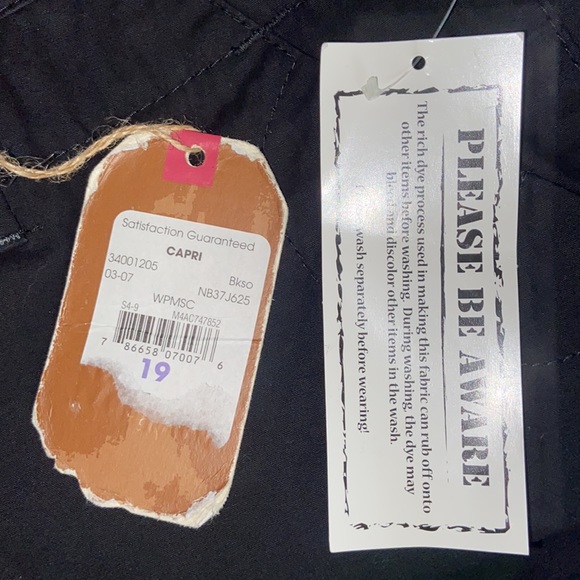 Satisfaction Guaranteed
CAPRI
34001205
Bkso
03-07
NB37J625
WPMSC
S4-9
M4AC747652
7 86658 07007 6
19
PLEASE BE AWARE
The rich dye process used in making this fabric can rub off onto
other items before washing. During washing, the dye may
bleed and discolor other items in the wash.
wash separately before wearing!